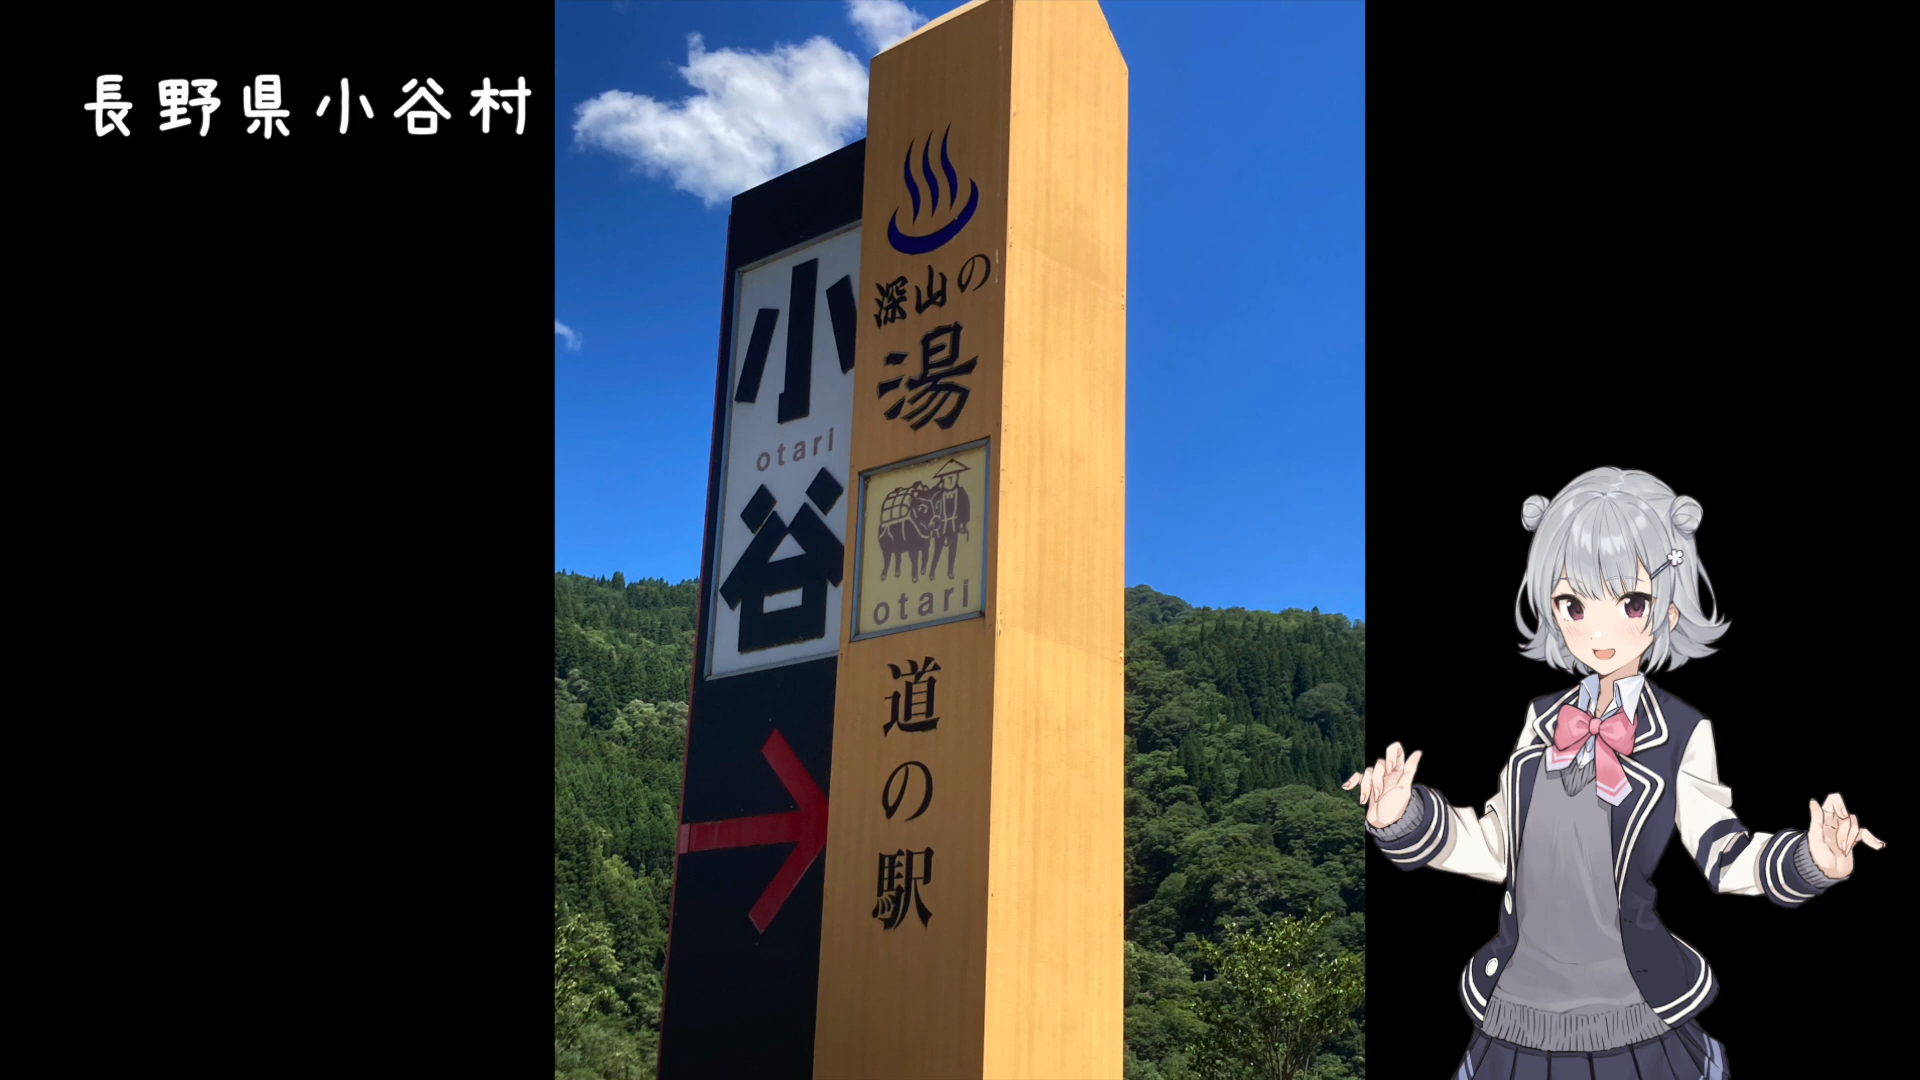 長野県小谷村
小
otari
谷
深山の
湯
otari
道の駅